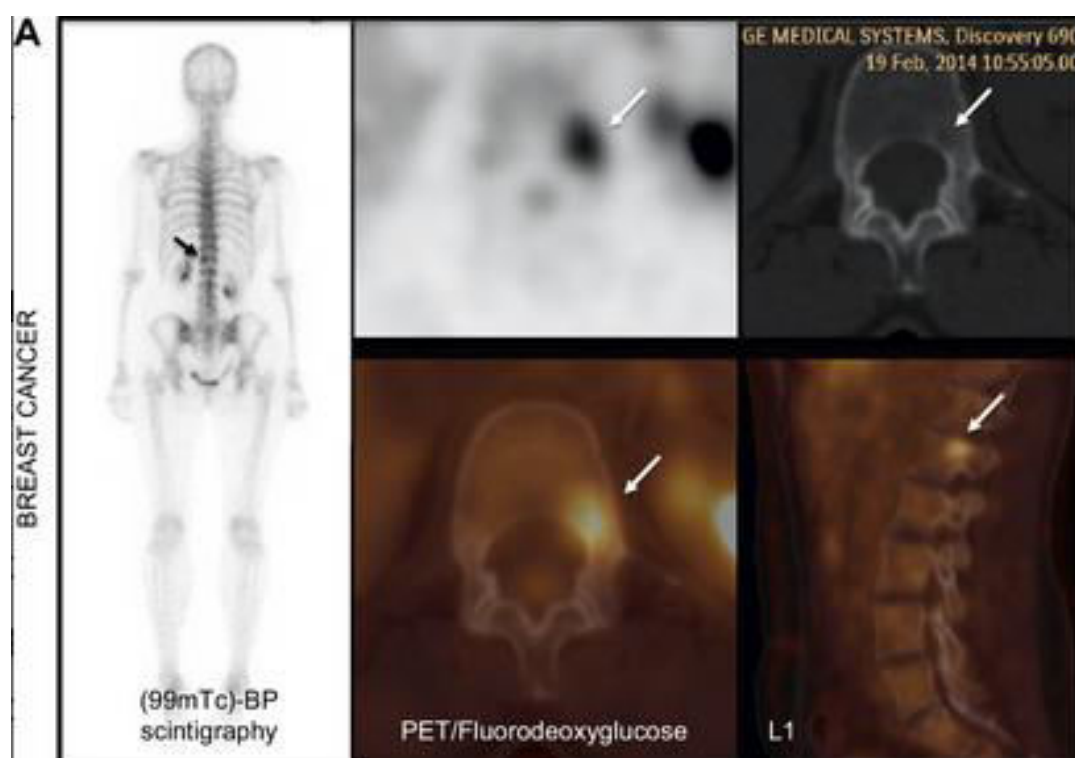 A
BREAST CANCER
(99mTc)-BP
scintigraphy
PET/Fluorodeoxyglucose
GE MEDICAL SYSTEMS, Discovery 690
19 Feb, 2014 10:55:05.00
L1